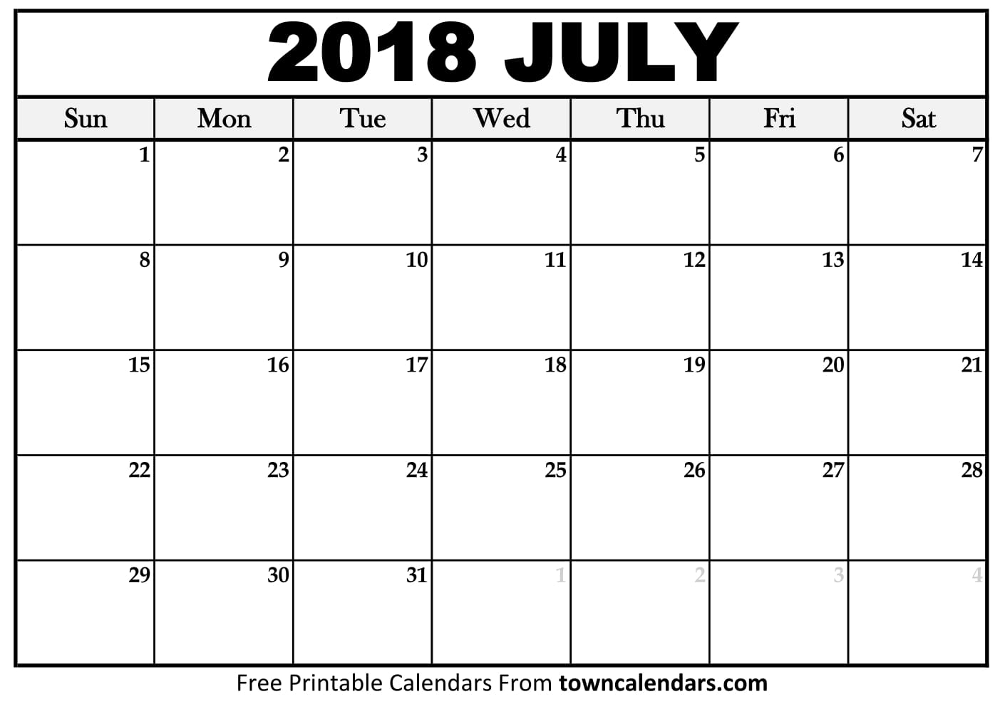 2018 JULY
Sun Mon Tue Wed Thu Fri Sat
1 2 3 4 5 6 7
8 9 10 11 12 13 14
15 16 17 18 19 20 21
22 23 24 25 26 27 28
29 30 31 1 2 3 4
Free Printable Calendars From towncalendars.com